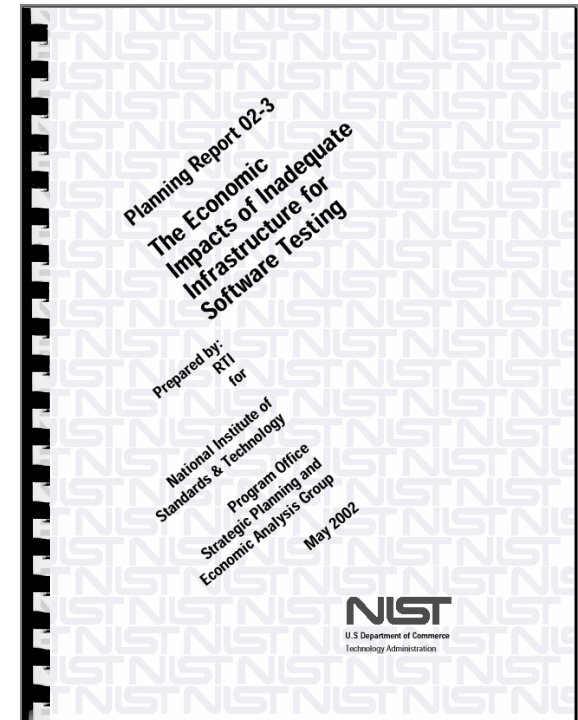 Planning Report 02-3
The Economic
Impacts of Inadequate
Infrastructure for
Software Testing
Prepared by:
RTI
for
National Institute of
Standards & Technology
Program Office
Strategic Planning and
Economic Analysis Group
May 2002
NIST
U.S Department of Commerce
Technology Administration